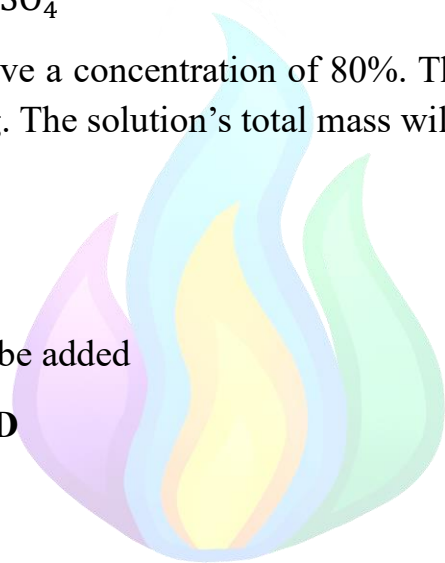 SO₄
ve a concentration of 80%. Th
. The solution’s total mass wil
be added
D